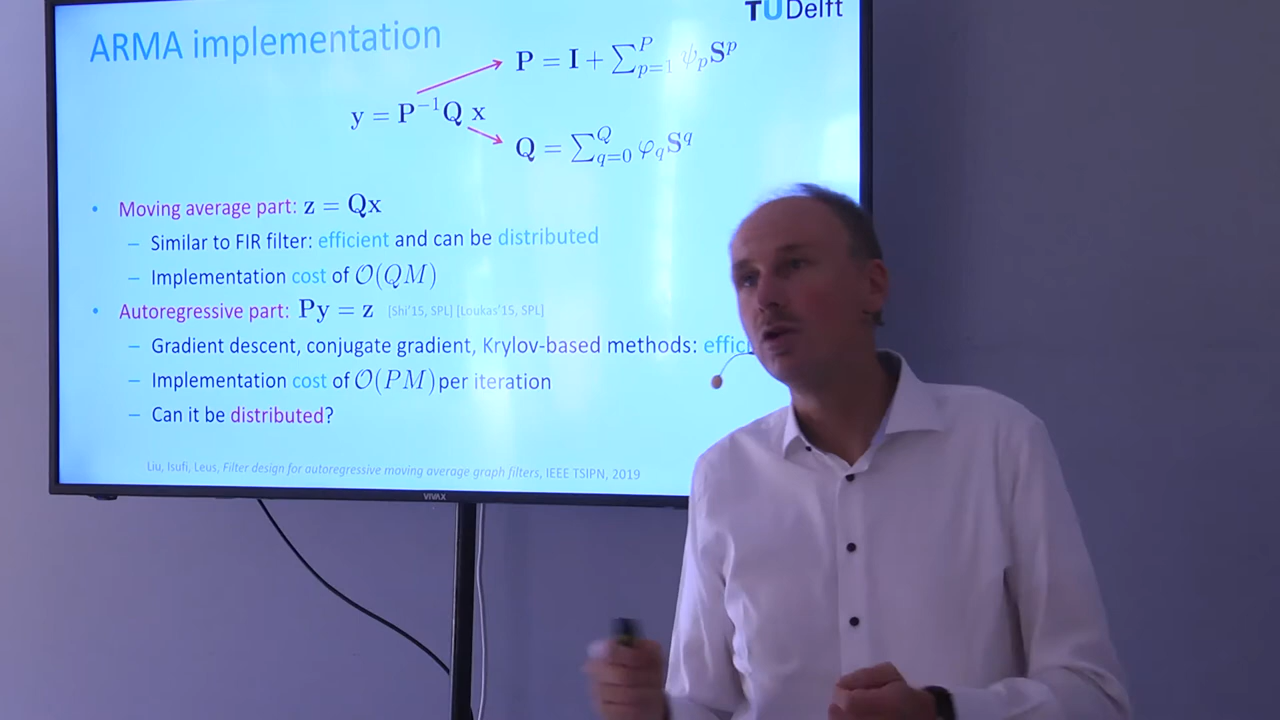 TUDelft
ARMA implementation
P = I + ∑_{p=1}^{P} ψ_p S^p
y = P^{−1}Q x
Q = ∑_{q=0}^{Q} φ_q S^q
• Moving average part: z = Qx
– Similar to FIR filter: efficient and can be distributed
– Implementation cost of O(QM)
• Autoregressive part: Py = z [Shi'15, SPL] [Loukas'15, SPL]
– Gradient descent, conjugate gradient, Krylov-based methods:
– Implementation cost of O(PM) per iteration
– Can it be distributed?
Liu, Isufi, Leus, Filter design for autoregressive moving average graph filters, IEEE TSIPN, 2019
VIVAX